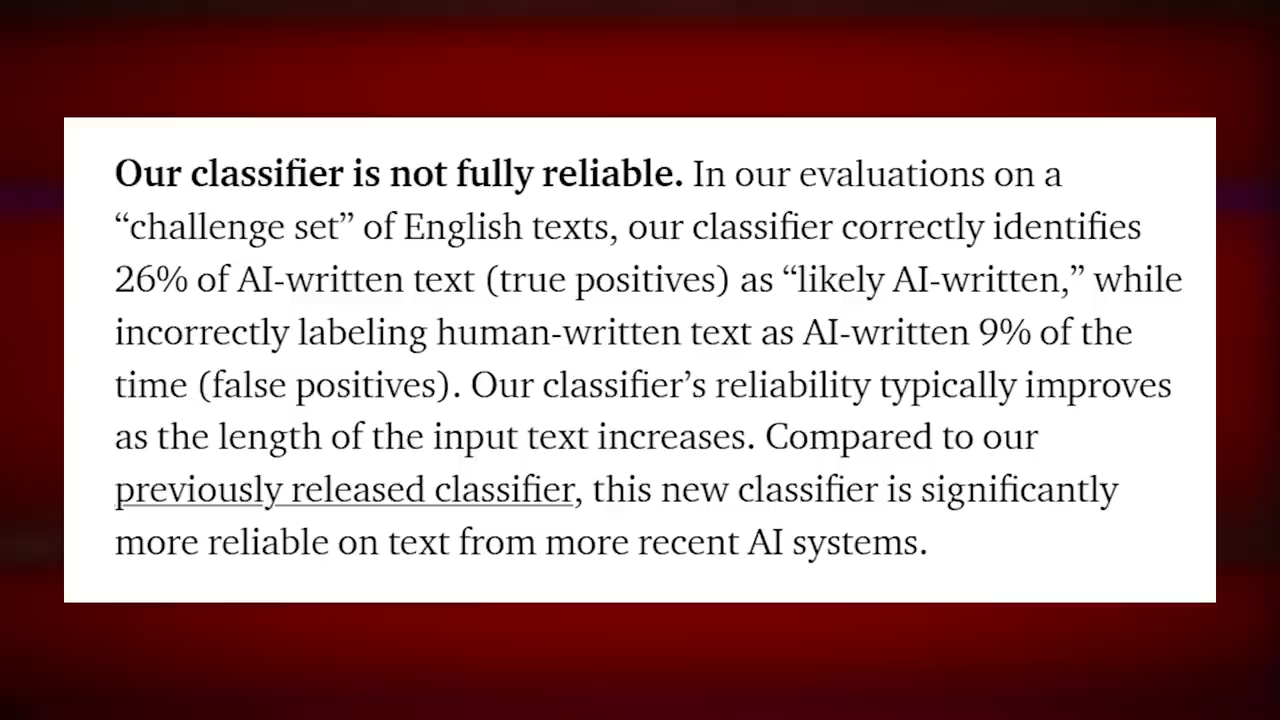 Our classifier is not fully reliable. In our evaluations on a
“challenge set” of English texts, our classifier correctly identifies
26% of AI-written text (true positives) as “likely AI-written,” while
incorrectly labeling human-written text as AI-written 9% of the
time (false positives). Our classifier’s reliability typically improves
as the length of the input text increases. Compared to our
previously released classifier, this new classifier is significantly
more reliable on text from more recent AI systems.